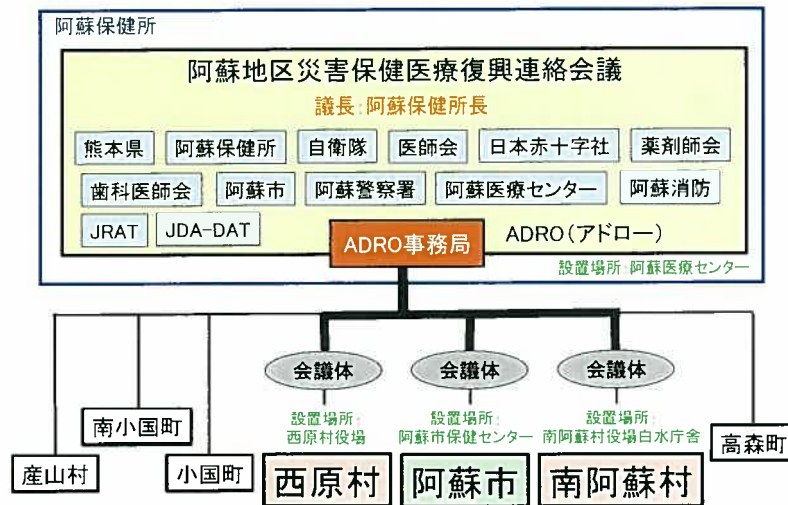 阿蘇保健所
阿蘇地区災害保健医療復興連絡会議
議長:阿蘇保健所長
熊本県 阿蘇保健所 自衛隊 医師会 日本赤十字社 薬剤師会
歯科医師会 阿蘇市 阿蘇警察署 阿蘇医療センター 阿蘇消防
JRAT JDA-DAT
ADRO事務局 ADRO(アドロー)
設置場所:阿蘇医療センター
会議体 会議体 会議体
設置場所:
西原村役場
設置場所:
阿蘇市保健センター
設置場所:
南阿蘇村役場白水庁舎
南小国町
高森町
産山村
小国町
西原村
阿蘇市
南阿蘇村